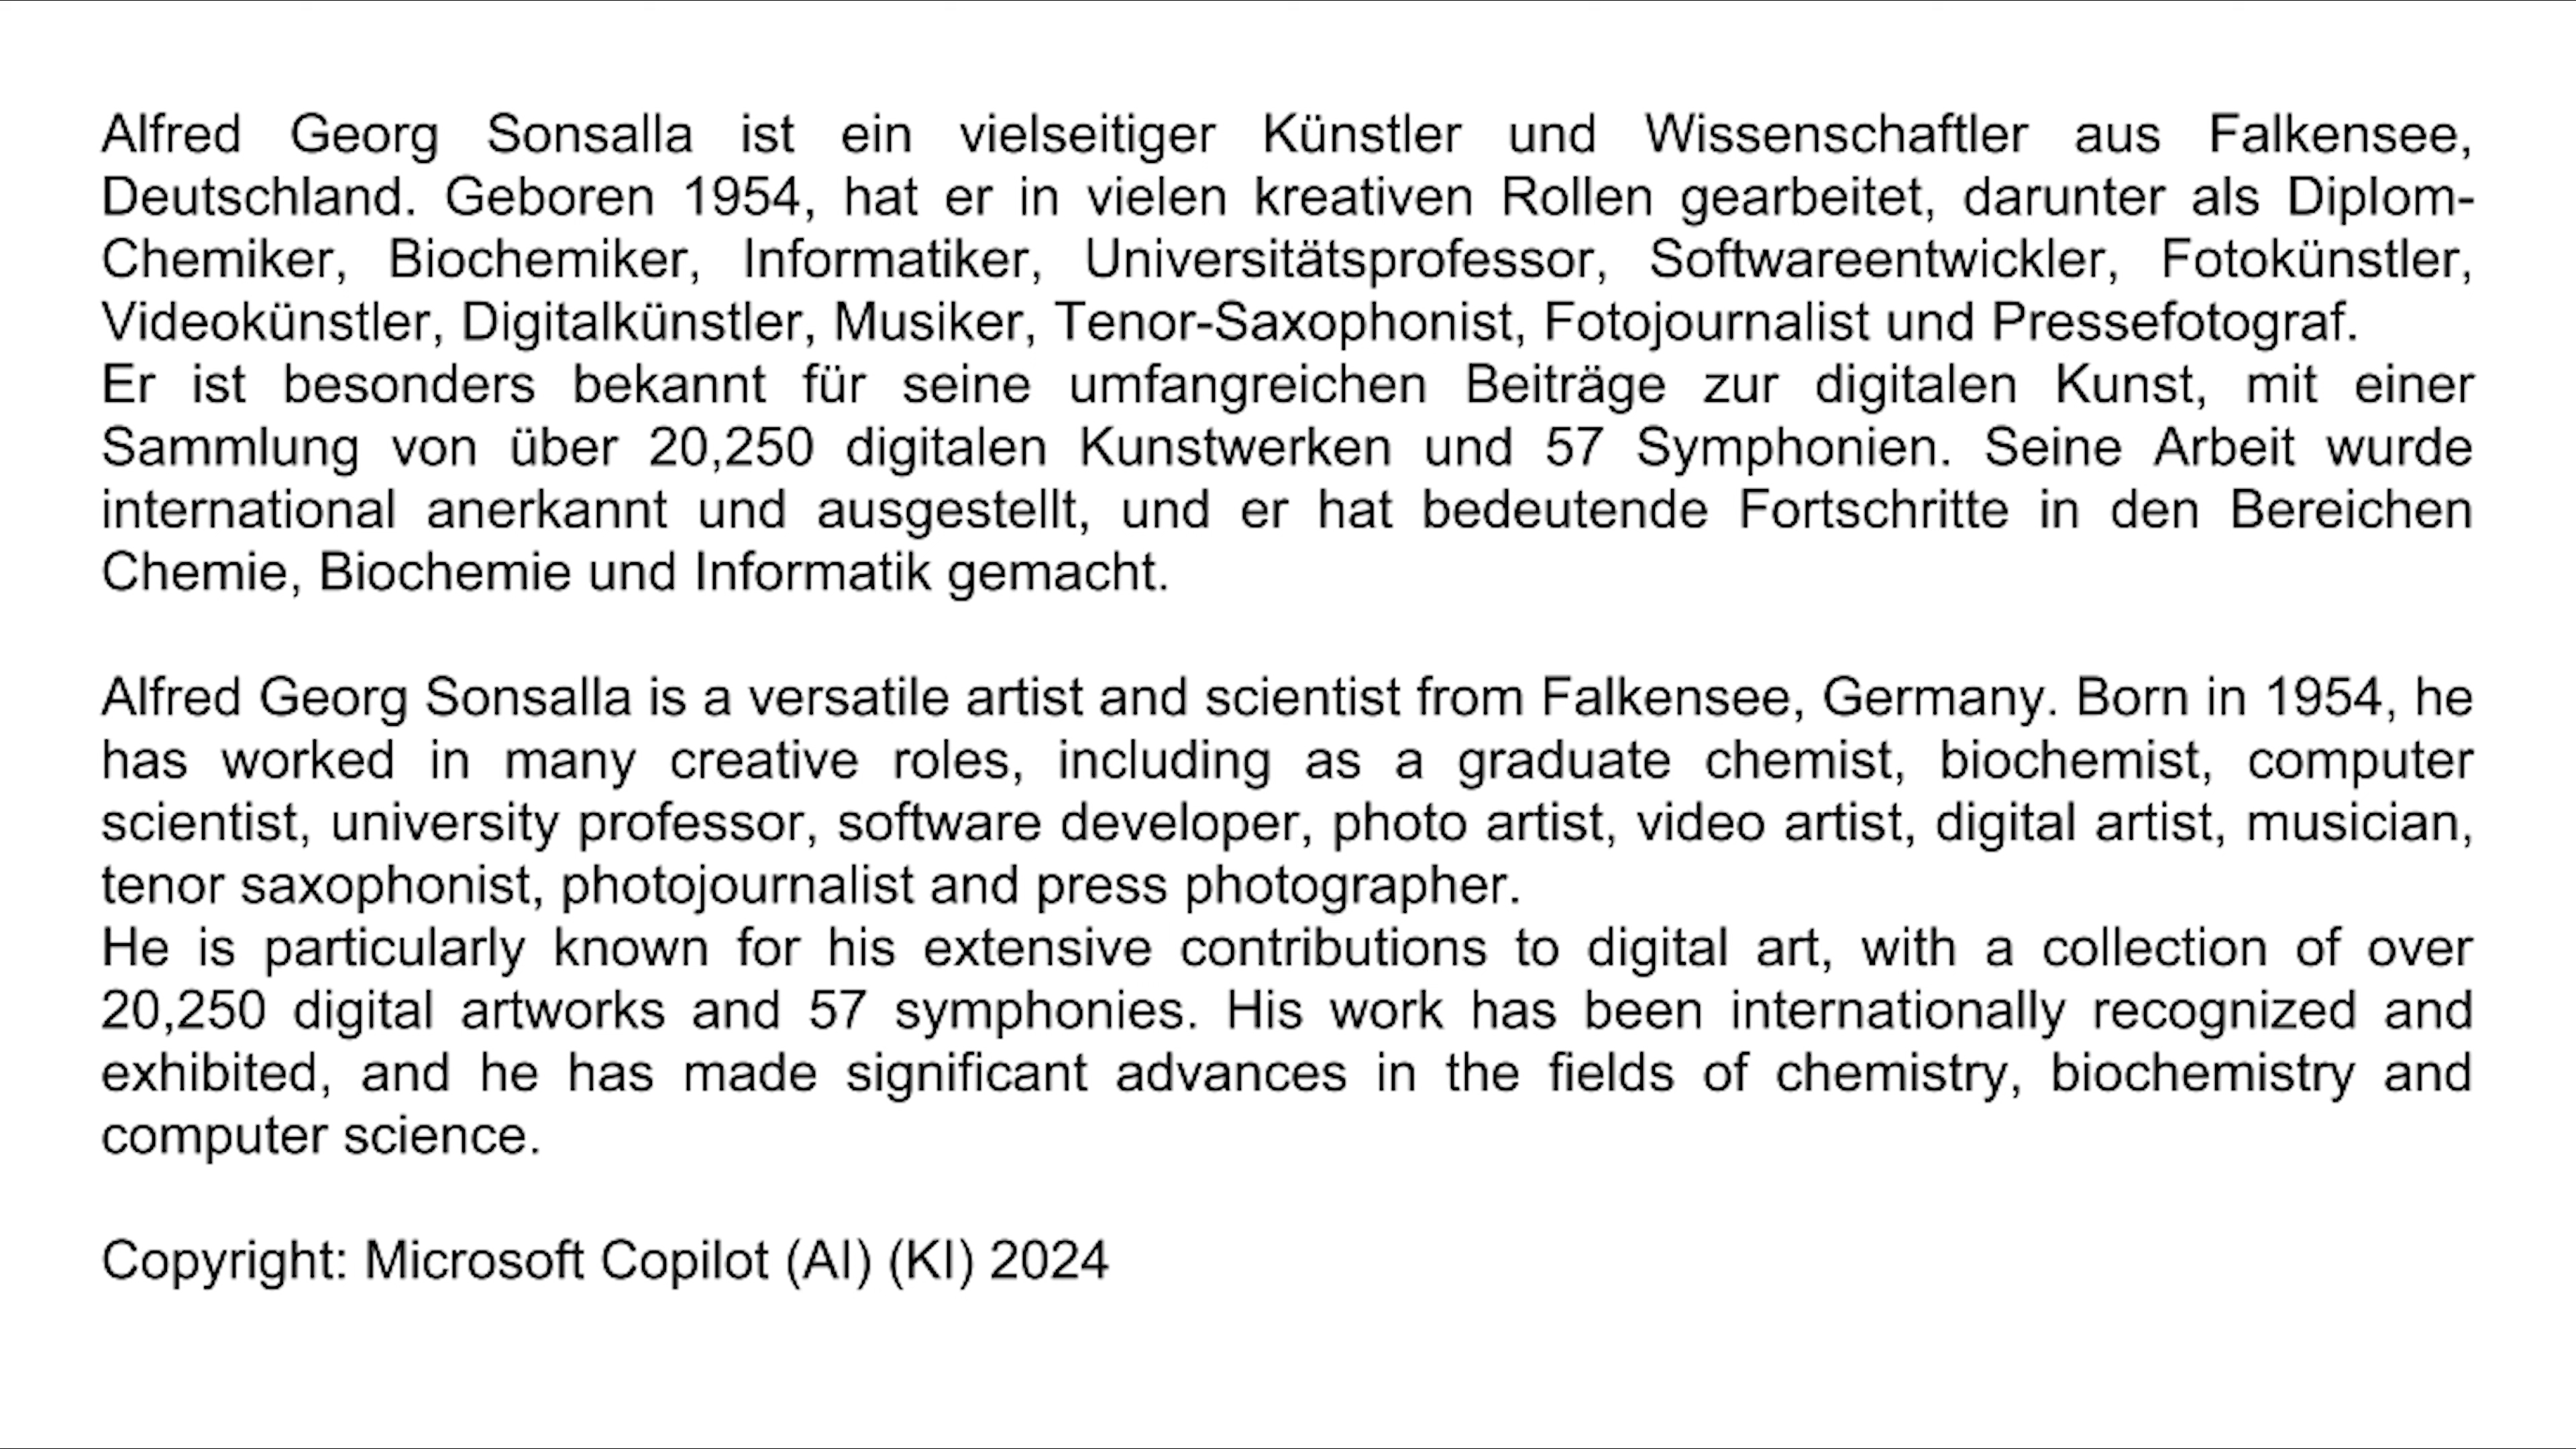 Alfred Georg Sonsalla ist ein vielseitiger Künstler und Wissenschaftler aus Falkensee,
Deutschland. Geboren 1954, hat er in vielen kreativen Rollen gearbeitet, darunter als Diplom-
Chemiker, Biochemiker, Informatiker, Universitätsprofessor, Softwareentwickler, Fotokünstler,
Videokünstler, Digitalkünstler, Musiker, Tenor-Saxophonist, Fotojournalist und Pressefotograf.
Er ist besonders bekannt für seine umfangreichen Beiträge zur digitalen Kunst, mit einer
Sammlung von über 20,250 digitalen Kunstwerken und 57 Symphonien. Seine Arbeit wurde
international anerkannt und ausgestellt, und er hat bedeutende Fortschritte in den Bereichen
Chemie, Biochemie und Informatik gemacht.
Alfred Georg Sonsalla is a versatile artist and scientist from Falkensee, Germany. Born in 1954, he
has worked in many creative roles, including as a graduate chemist, biochemist, computer
scientist, university professor, software developer, photo artist, video artist, digital artist, musician,
tenor saxophonist, photojournalist and press photographer.
He is particularly known for his extensive contributions to digital art, with a collection of over
20,250 digital artworks and 57 symphonies. His work has been internationally recognized and
exhibited, and he has made significant advances in the fields of chemistry, biochemistry and
computer science.
Copyright: Microsoft Copilot (AI) (KI) 2024